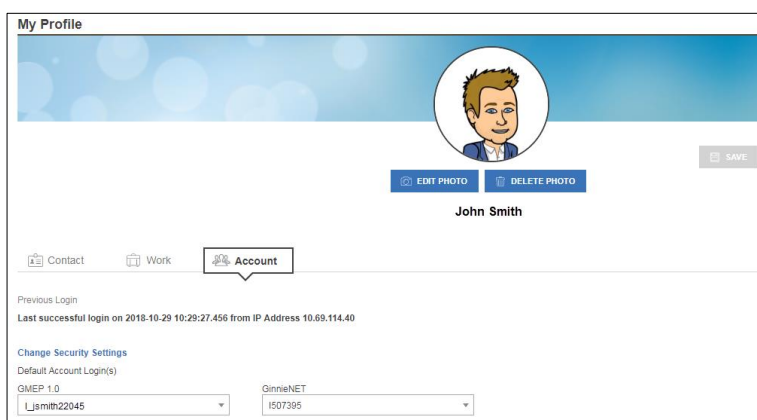 My Profile
SAVE
EDIT PHOTO DELETE PHOTO
John Smith
Contact Work Account
Previous Login
Last successful login on 2018-10-29 10:29:27.456 from IP Address 10.69.114.40
Change Security Settings
Default Account Login(s)
GMEP 1.0 GinnieNET
I_jsmith22045 I507395